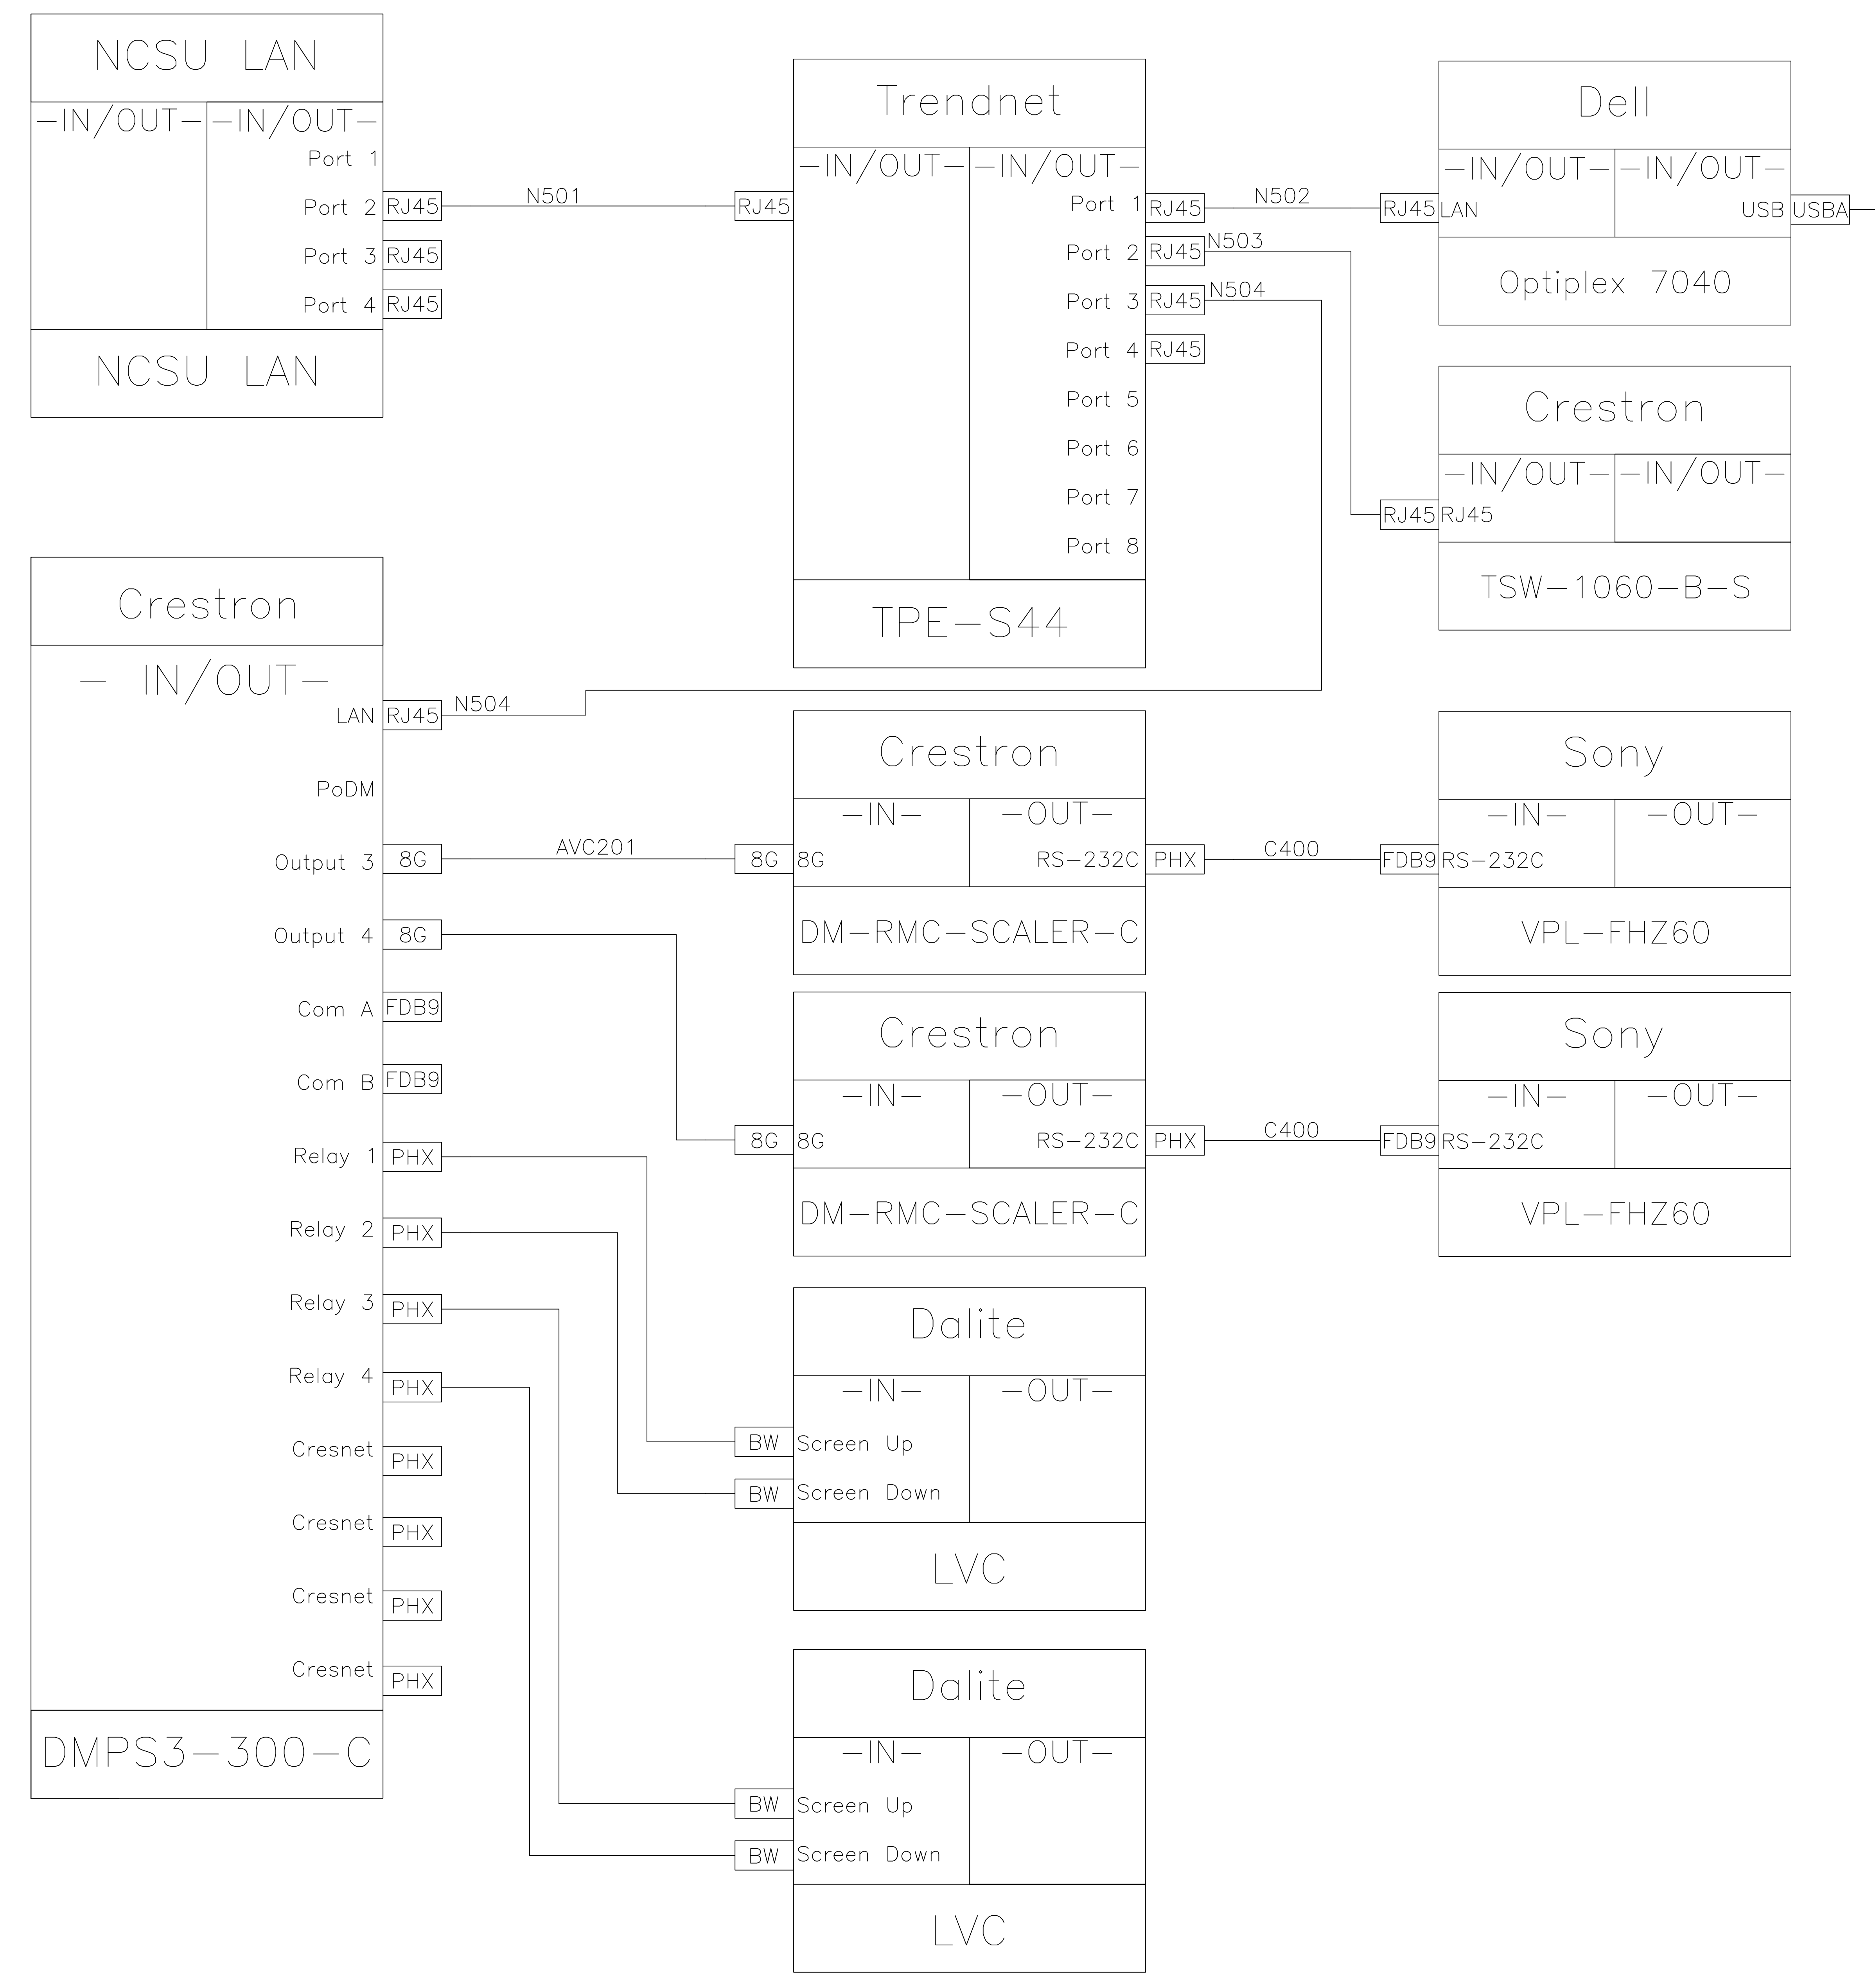 NCSU LAN
-IN/OUT- -IN/OUT-
Port 1
Port 2 RJ45
Port 3 RJ45
Port 4 RJ45
NCSU LAN
N501
Trendnet
-IN/OUT- -IN/OUT-
RJ45
Port 1 RJ45
Port 2 RJ45
Port 3 RJ45
Port 4 RJ45
Port 5
Port 6
Port 7
Port 8
TPE-S44
N502
N503
N504
Dell
-IN/OUT- -IN/OUT-
RJ45 LAN USB USBA
Optiplex 7040
Crestron
-IN/OUT- -IN/OUT-
RJ45 RJ45
TSW-1060-B-S
Crestron
- IN/OUT-
LAN RJ45 N504
PoDM
Output 3 8G
Output 4 8G
Com A FDB9
Com B FDB9
Relay 1 PHX
Relay 2 PHX
Relay 3 PHX
Relay 4 PHX
Cresnet PHX
Cresnet PHX
Cresnet PHX
Cresnet PHX
DMPS3-300-C
AVC201
Crestron
-IN- -OUT-
8G 8G RS-232C PHX
DM-RMC-SCALER-C
C400
Sony
-IN- -OUT-
FDB9 RS-232C
VPL-FHZ60
Crestron
-IN- -OUT-
8G 8G RS-232C PHX
DM-RMC-SCALER-C
C400
Sony
-IN- -OUT-
FDB9 RS-232C
VPL-FHZ60
Dalite
-IN- -OUT-
BW Screen Up
BW Screen Down
LVC
Dalite
-IN- -OUT-
BW Screen Up
BW Screen Down
LVC